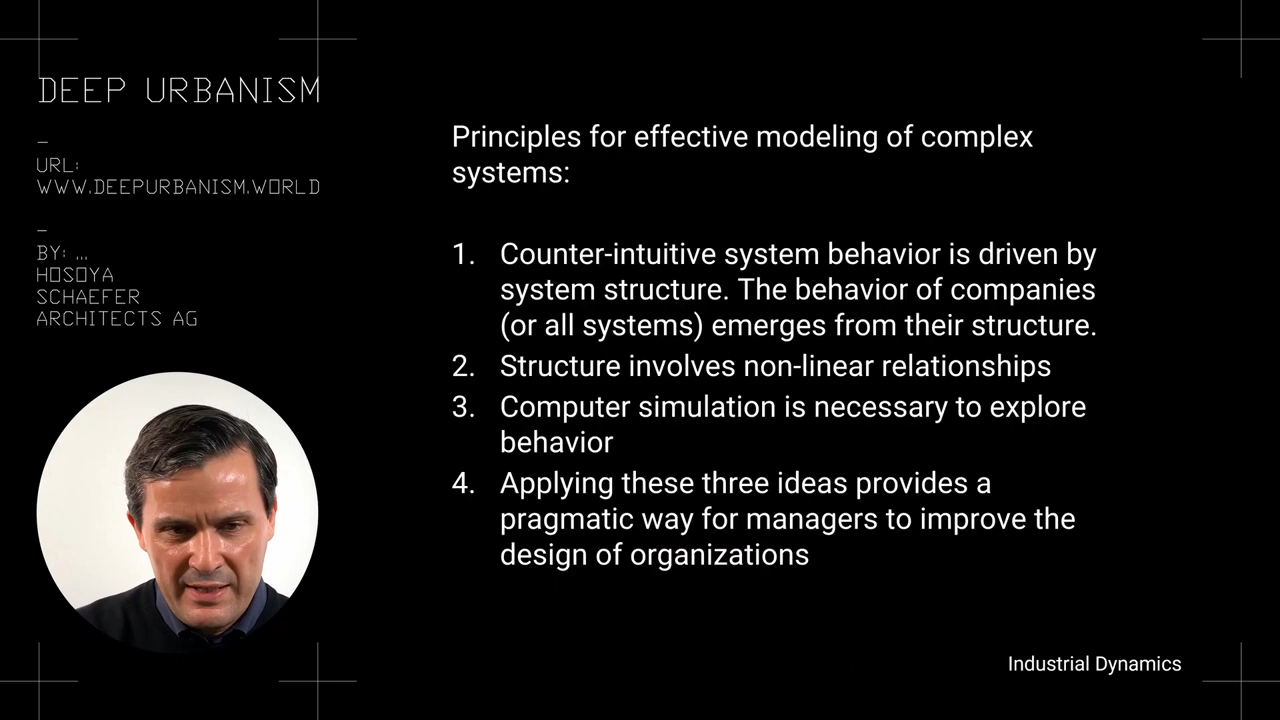 DEEP URBANISM
–
URL:
WWW.DEEPURBANISM.WORLD
–
BY: ...
HOSOYA
SCHAEFER
ARCHITECTS AG
Principles for effective modeling of complex
systems:
1. Counter-intuitive system behavior is driven by
system structure. The behavior of companies
(or all systems) emerges from their structure.
2. Structure involves non-linear relationships
3. Computer simulation is necessary to explore
behavior
4. Applying these three ideas provides a
pragmatic way for managers to improve the
design of organizations
Industrial Dynamics